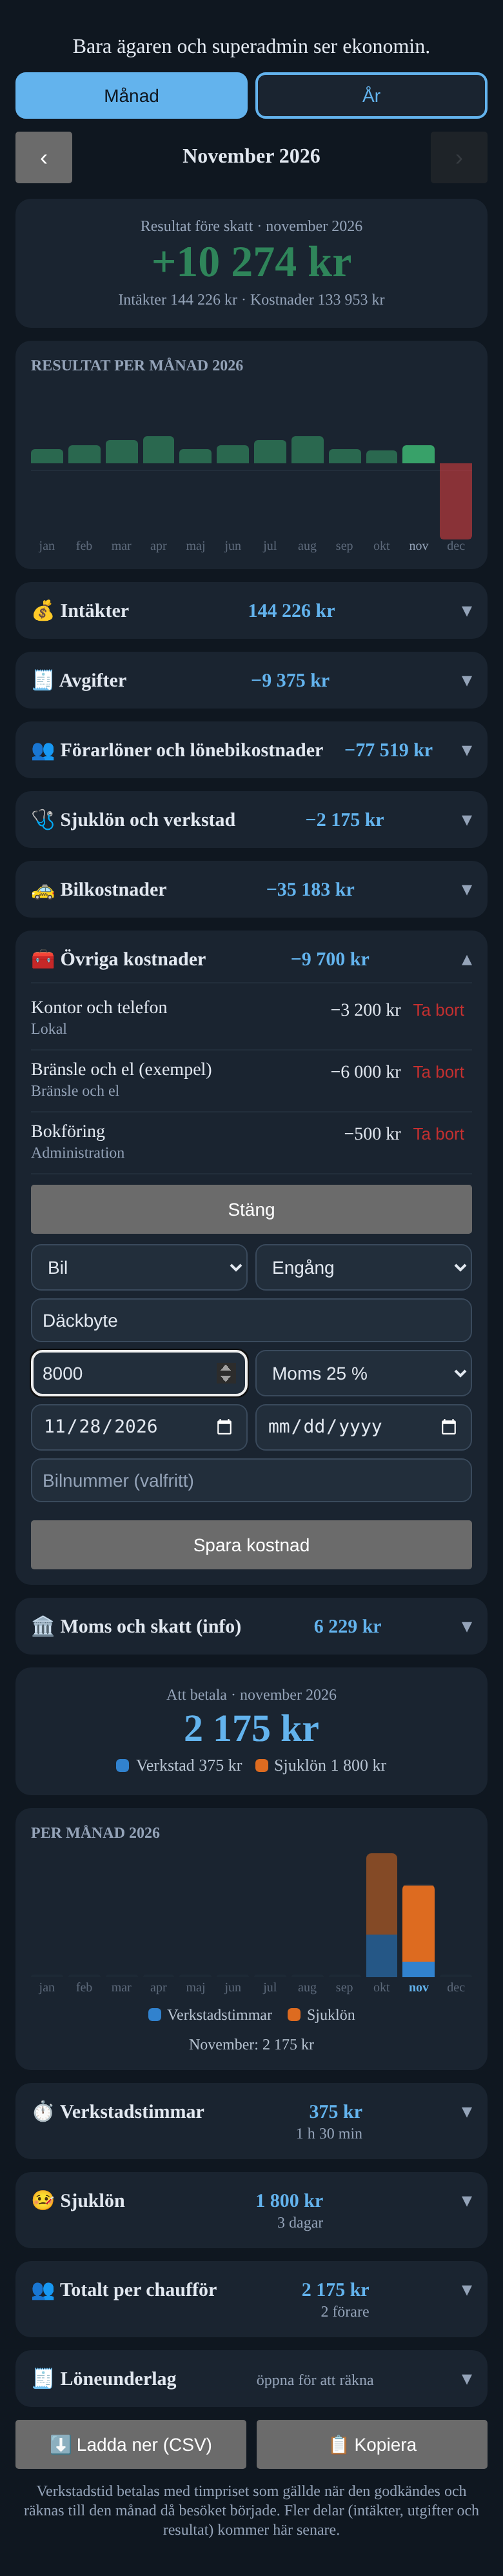 Bara ägaren och superadmin ser ekonomin.
Månad
År
‹
November 2026
›
Resultat före skatt · november 2026
+10 274 kr
Intäkter 144 226 kr · Kostnader 133 953 kr
RESULTAT PER MÅNAD 2026
jan feb mar apr maj jun jul aug sep okt nov dec
💰 Intäkter 144 226 kr ▼
🧾 Avgifter −9 375 kr ▼
👥 Förarlöner och lönebikostnader −77 519 kr ▼
🩺 Sjuklön och verkstad −2 175 kr ▼
🚕 Bilkostnader −35 183 kr ▼
🧰 Övriga kostnader −9 700 kr ▲
Kontor och telefon −3 200 kr Ta bort
Lokal
Bränsle och el (exempel) −6 000 kr Ta bort
Bränsle och el
Bokföring −500 kr Ta bort
Administration
Stäng
Bil
Engång
Däckbyte
8000
Moms 25 %
11/28/2026
mm/dd/yyyy
Bilnummer (valfritt)
Spara kostnad
🏛️ Moms och skatt (info) 6 229 kr ▼
Att betala · november 2026
2 175 kr
Verkstad 375 kr Sjuklön 1 800 kr
PER MÅNAD 2026
jan feb mar apr maj jun jul aug sep okt nov dec
Verkstadstimmar Sjuklön
November: 2 175 kr
⏱️ Verkstadstimmar 375 kr ▼
1 h 30 min
🤒 Sjuklön 1 800 kr ▼
3 dagar
👥 Totalt per chaufför 2 175 kr ▼
2 förare
🧾 Löneunderlag öppna för att räkna ▼
⬇️ Ladda ner (CSV)
📋 Kopiera
Verkstadstid betalas med timpriset som gällde när den godkändes och
räknas till den månad då besöket började. Fler delar (intäkter, utgifter och
resultat) kommer här senare.